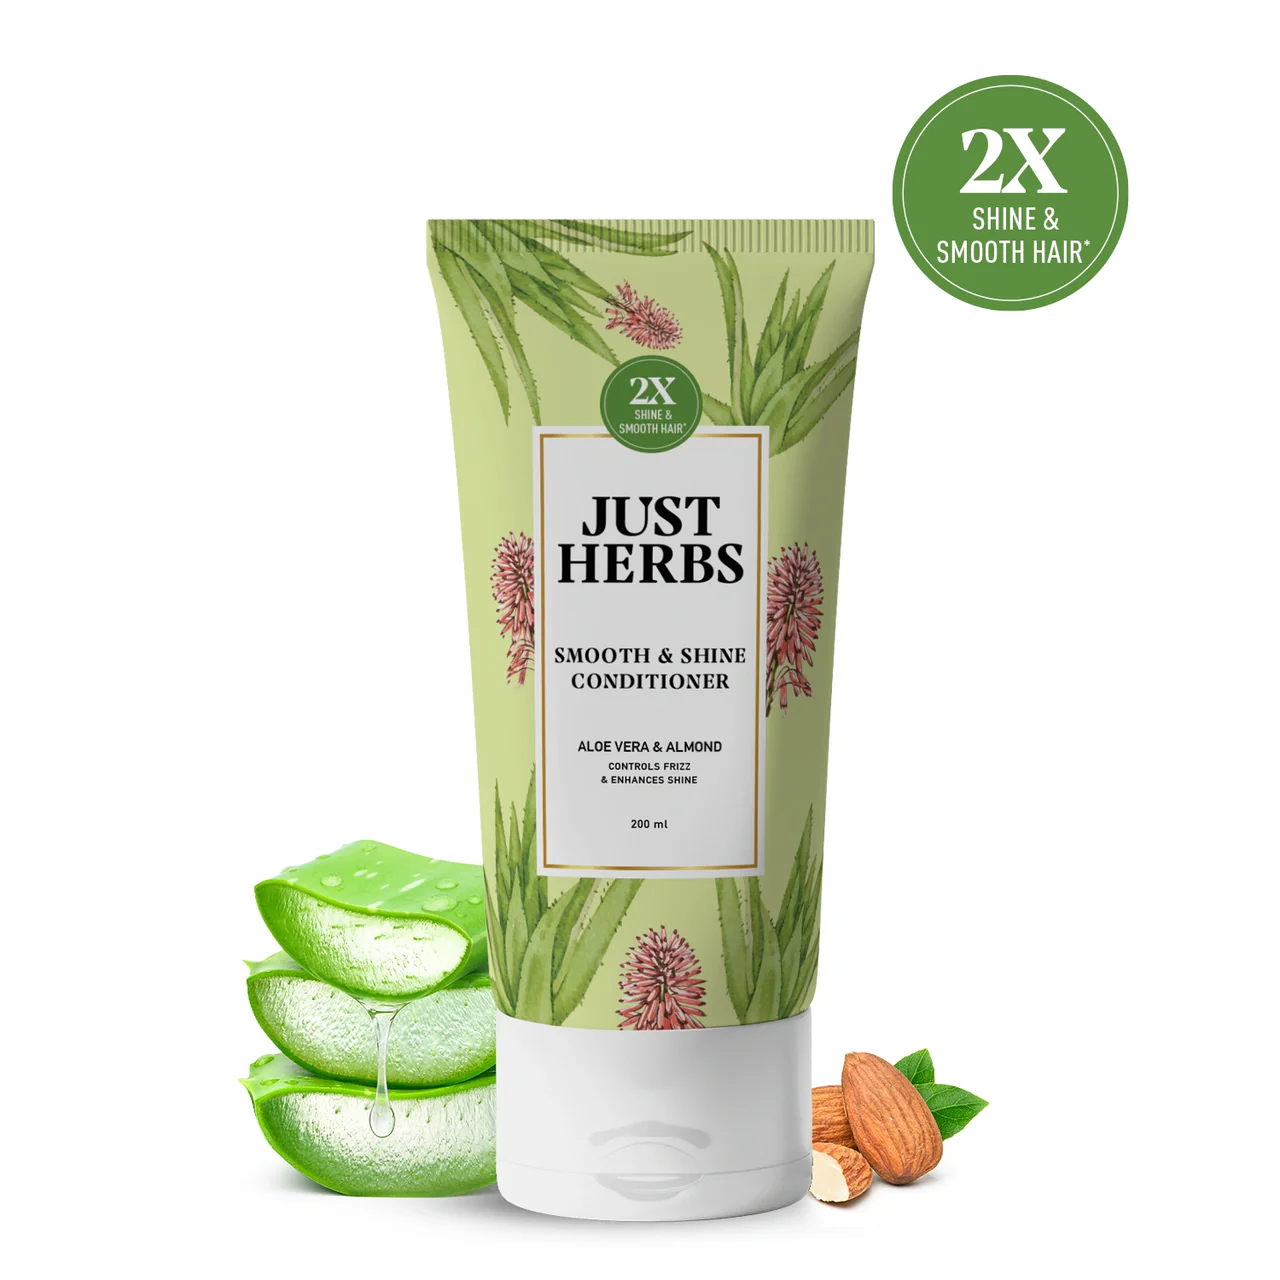 2X
SHINE &
SMOOTH HAIR*
2X
SHINE &
SMOOTH HAIR*
JUST
HERBS
SMOOTH & SHINE
CONDITIONER
ALOE VERA & ALMOND
CONTROLS FRIZZ
& ENHANCES SHINE
200 ml